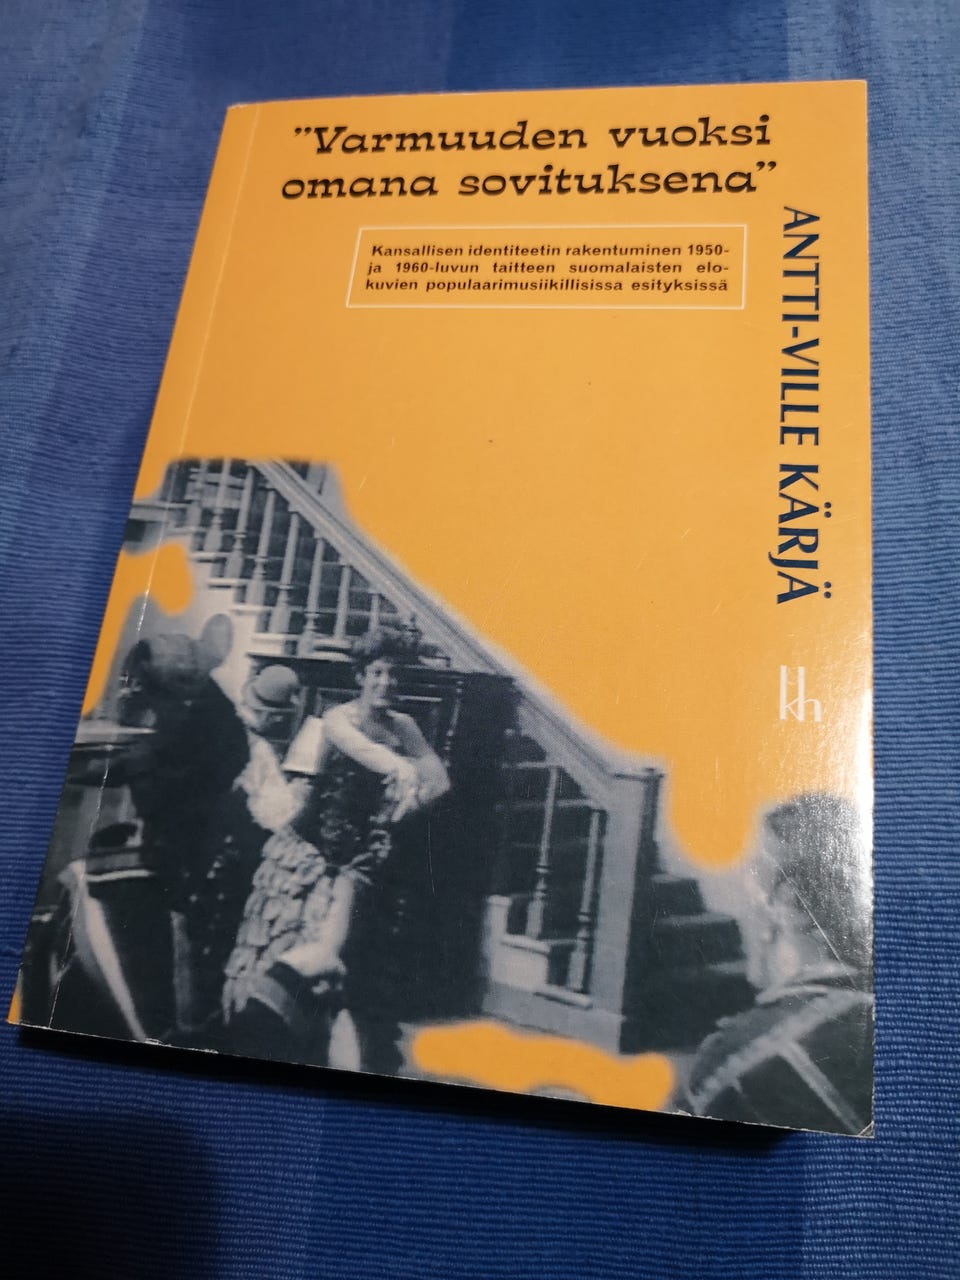 ”Varmuuden vuoksi
omana sovituksena”
Kansallisen identiteetin rakentuminen 1950-
ja 1960-luvun taitteen suomalaisten elo-
kuvien populaarimusiikillisissa esityksissä
ANTTI-VILLE KÄRJÄ